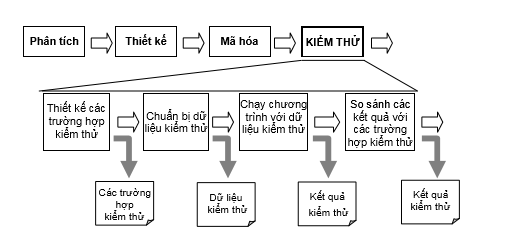 Phân tích
Thiết kế
Mã hóa
KIỂM THỬ
Thiết kế các
trường hợp
kiểm thử
Chuẩn bị dữ
liệu kiểm thử
Chạy chương
trình với dữ
liệu kiểm thử
So sánh các
kết quả với
các trường
hợp kiểm thử
Các trường
hợp
kiểm thử
Dữ liệu
kiểm thử
Kết quả
kiểm thử
Kết quả
kiểm thử